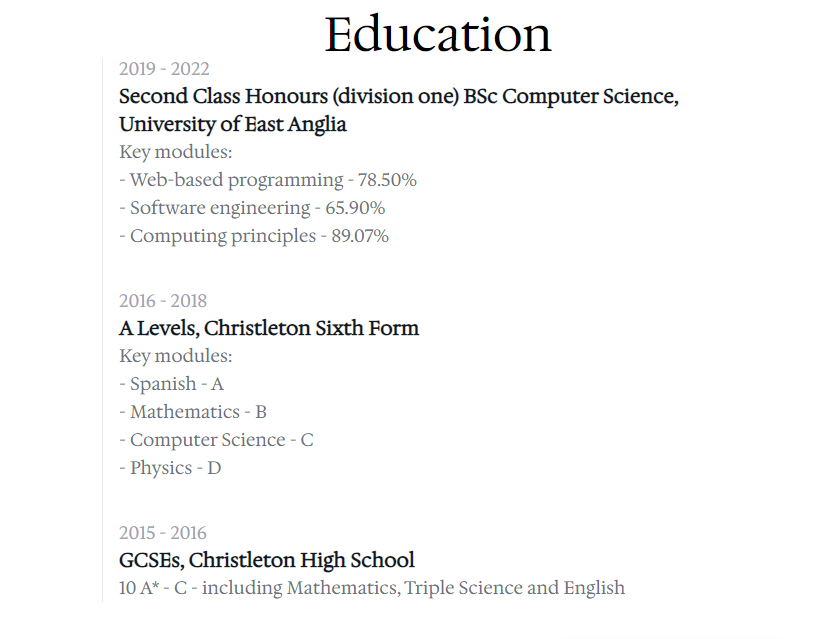 Education
2019 - 2022
Second Class Honours (division one) BSc Computer Science,
University of East Anglia
Key modules:
- Web-based programming - 78.50%
- Software engineering - 65.90%
- Computing principles - 89.07%
2016 - 2018
A Levels, Christleton Sixth Form
Key modules:
- Spanish - A
- Mathematics - B
- Computer Science - C
- Physics - D
2015 - 2016
GCSEs, Christleton High School
10 A* - C - including Mathematics, Triple Science and English